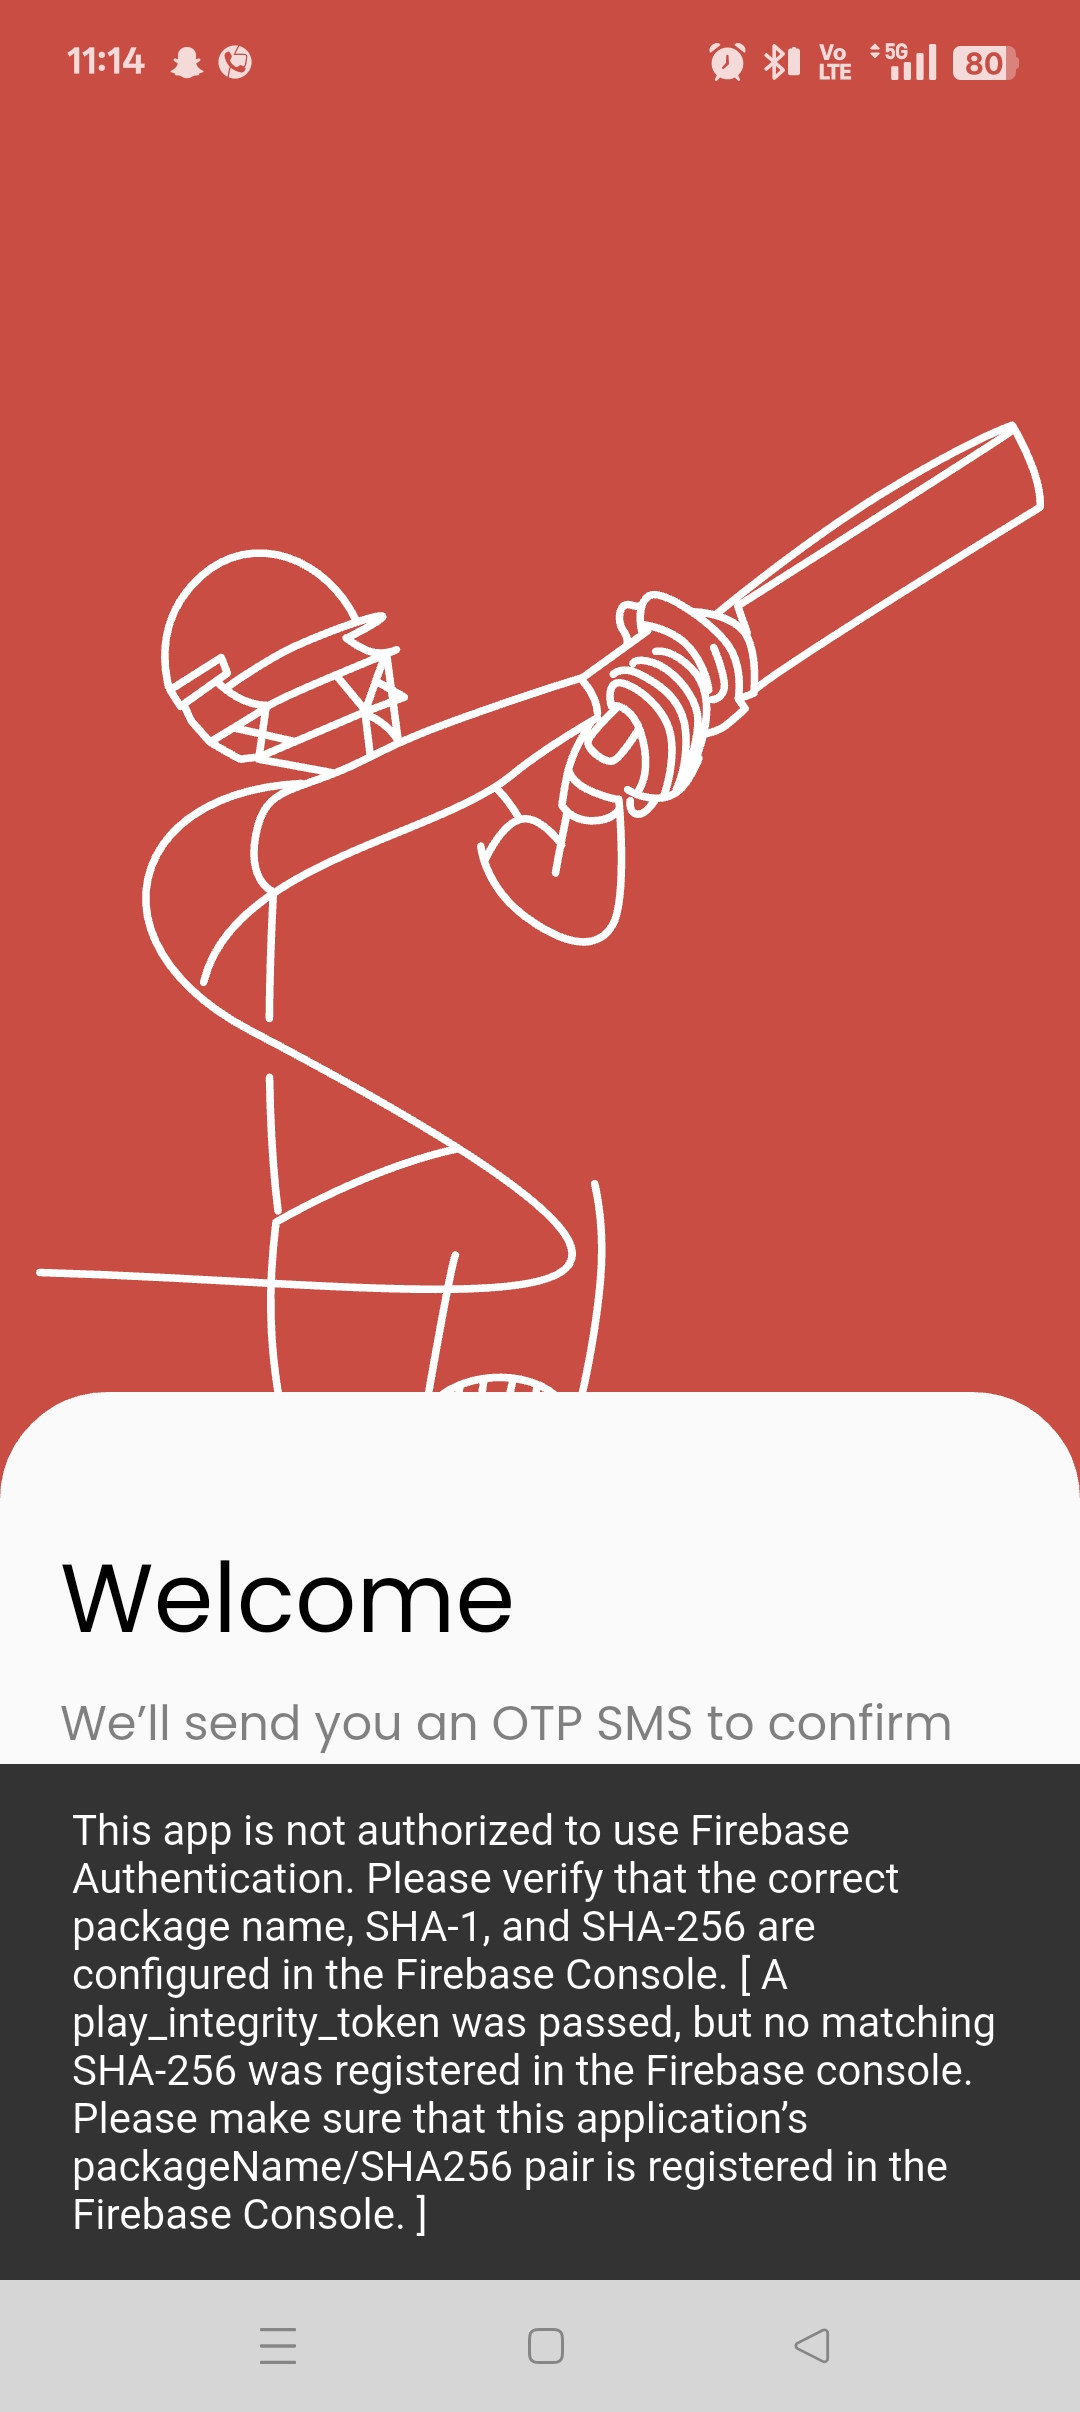 11:14
Vo
LTE
5G
80
Welcome
We’ll send you an OTP SMS to confirm
This app is not authorized to use Firebase
Authentication. Please verify that the correct
package name, SHA-1, and SHA-256 are
configured in the Firebase Console. [ A
play_integrity_token was passed, but no matching
SHA-256 was registered in the Firebase console.
Please make sure that this application’s
packageName/SHA256 pair is registered in the
Firebase Console. ]